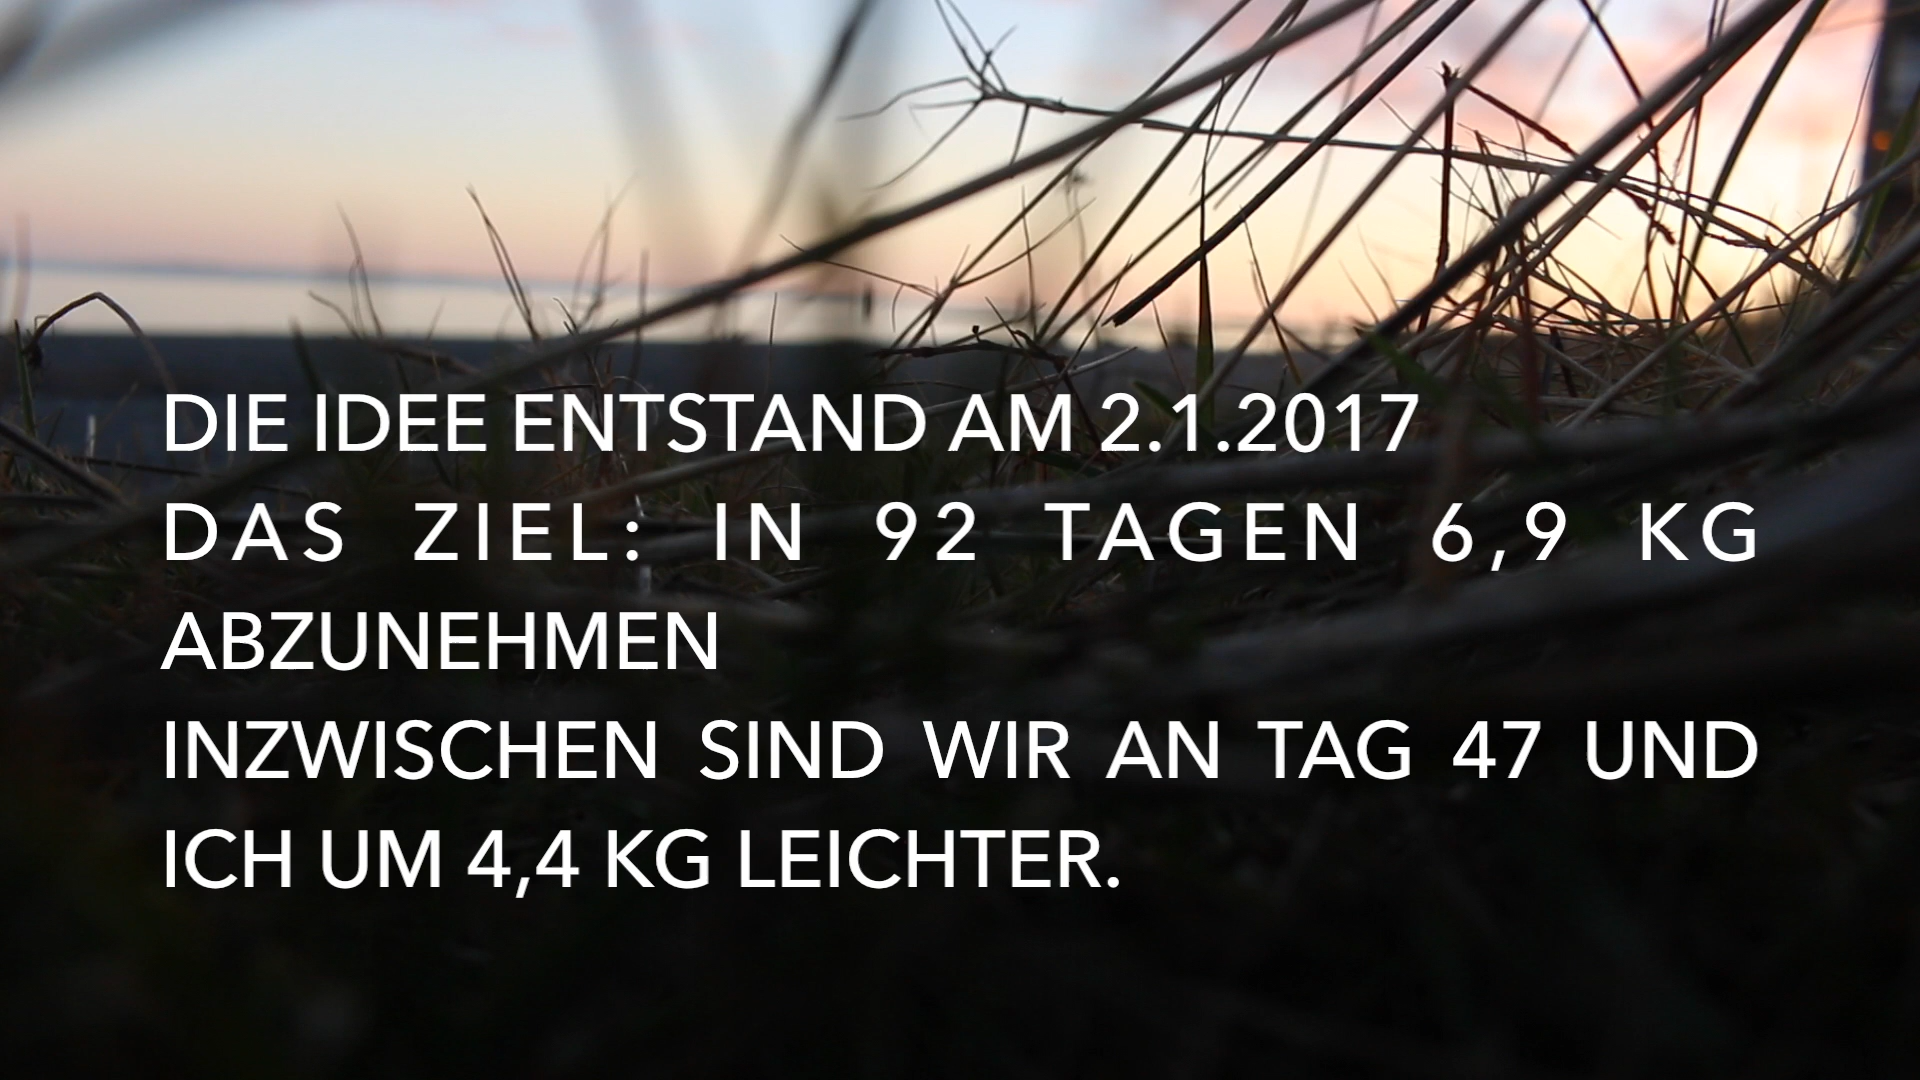 DIE IDEE ENTSTAND AM 2.1.2017
DAS ZIEL: IN 92 TAGEN 6,9 KG
ABZUNEHMEN
INZWISCHEN SIND WIR AN TAG 47 UND
ICH UM 4,4 KG LEICHTER.